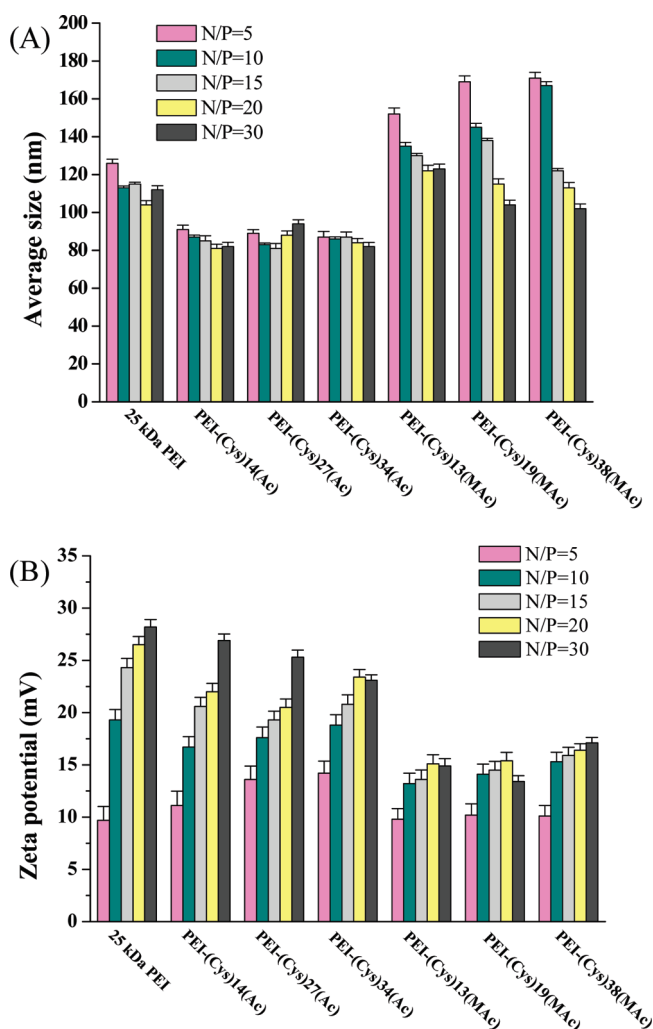 (A)
200
180
160
140
120
100
80
60
40
20
0
Average size (nm)
N/P=5
N/P=10
N/P=15
N/P=20
N/P=30
25 kDa PEI
PEI-(Cys)14(Ac)
PEI-(Cys)27(Ac)
PEI-(Cys)34(Ac)
PEI-(Cys)13(MAc)
PEI-(Cys)19(MAc)
PEI-(Cys)38(MAc)
(B)
35
30
25
20
15
10
5
0
Zeta potential (mV)
N/P=5
N/P=10
N/P=15
N/P=20
N/P=30
25 kDa PEI
PEI-(Cys)14(Ac)
PEI-(Cys)27(Ac)
PEI-(Cys)34(Ac)
PEI-(Cys)13(MAc)
PEI-(Cys)19(MAc)
PEI-(Cys)38(MAc)